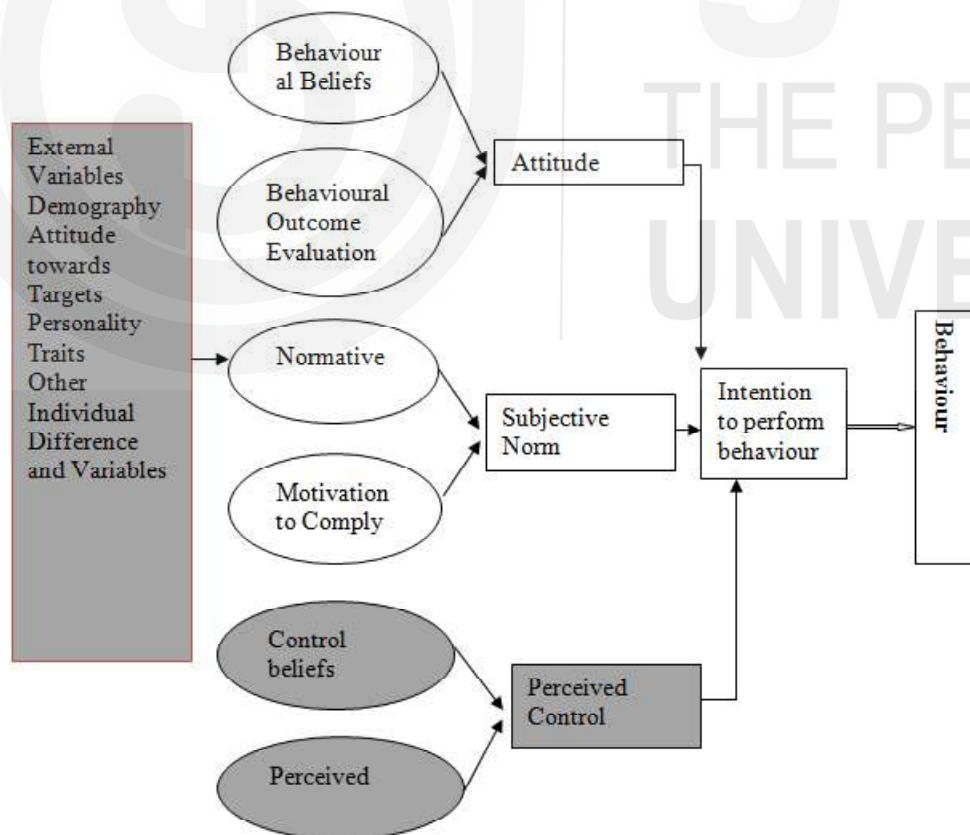 External
Variables
Demography
Attitude
towards
Targets
Personality
Traits
Other
Individual
Difference
and Variables
Behaviour
al Beliefs
Behavioural
Outcome
Evaluation
Normative
Motivation
to Comply
Control
beliefs
Perceived
Attitude
Subjective
Norm
Perceived
Control
Intention
to perform
behaviour
Behaviour
THE PE
UNIVE